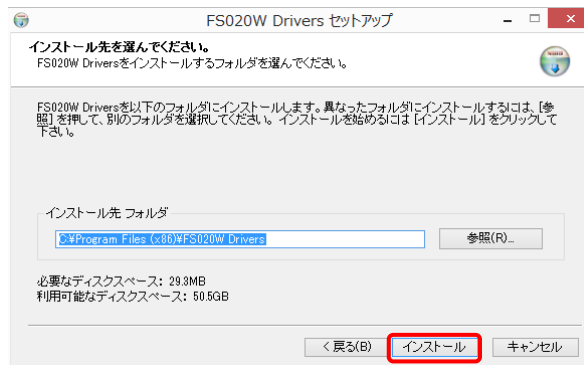 FS020W Drivers セットアップ
インストール先を選んでください。
FS020W Driversをインストールするフォルダを選んでください。
FS020W Driversを以下のフォルダにインストールします。異なったフォルダにインストールするには、[参
照] を押して、別のフォルダを選択してください。 インストールを始めるには [インストール] をクリックして
下さい。
インストール先 フォルダ
C:¥Program Files (x86)¥FS020W Drivers
参照(R)...
必要なディスクスペース: 29.3MB
利用可能なディスクスペース: 50.5GB
< 戻る(B)
インストール
キャンセル